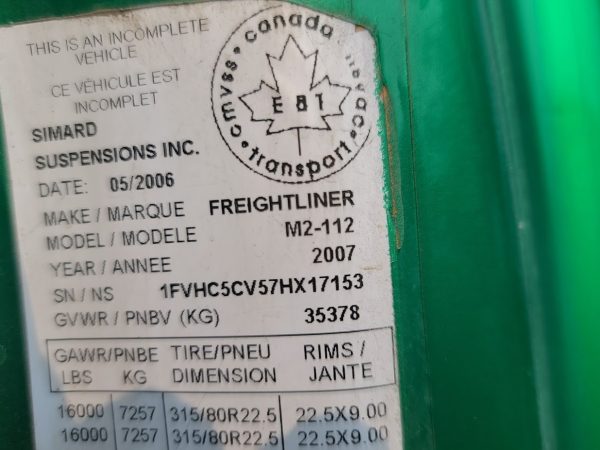 THIS IS AN INCOMPLETE
VEHICLE
CE VÉHICULE EST
INCOMPLET
canada
cmvss
nsvac
E 81
transport
SIMARD
SUSPENSIONS INC.
DATE: 05/2006
MAKE / MARQUE FREIGHTLINER
MODEL / MODELE M2-112
YEAR / ANNEE 2007
SN / NS 1FVHC5CV57HX17153
GVWR / PNBV (KG) 35378
GAWR/PNBE TIRE/PNEU RIMS /
LBS KG DIMENSION JANTE
16000 7257 315/80R22.5 22.5X9.00
16000 7257 315/80R22.5 22.5X9.00